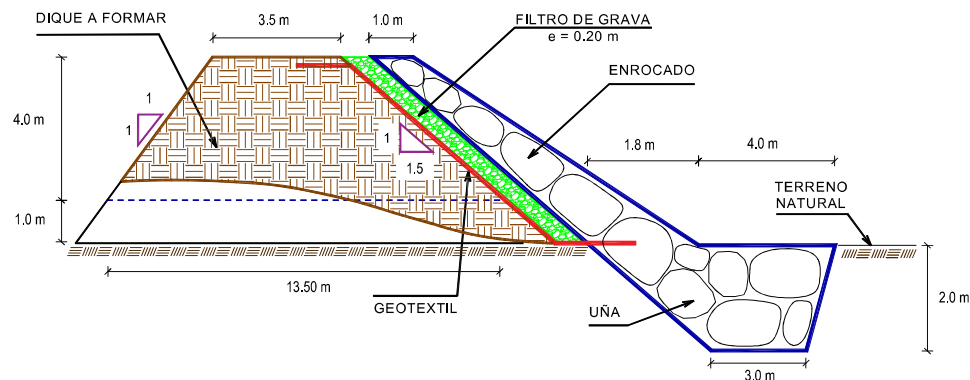 DIQUE A FORMAR
3.5 m
1.0 m
FILTRO DE GRAVA
e = 0.20 m
ENROCADO
4.0 m
1
1
1
1.5
1.8 m
4.0 m
TERRENO
NATURAL
1.0 m
13.50 m
GEOTEXTIL
UÑA
2.0 m
3.0 m